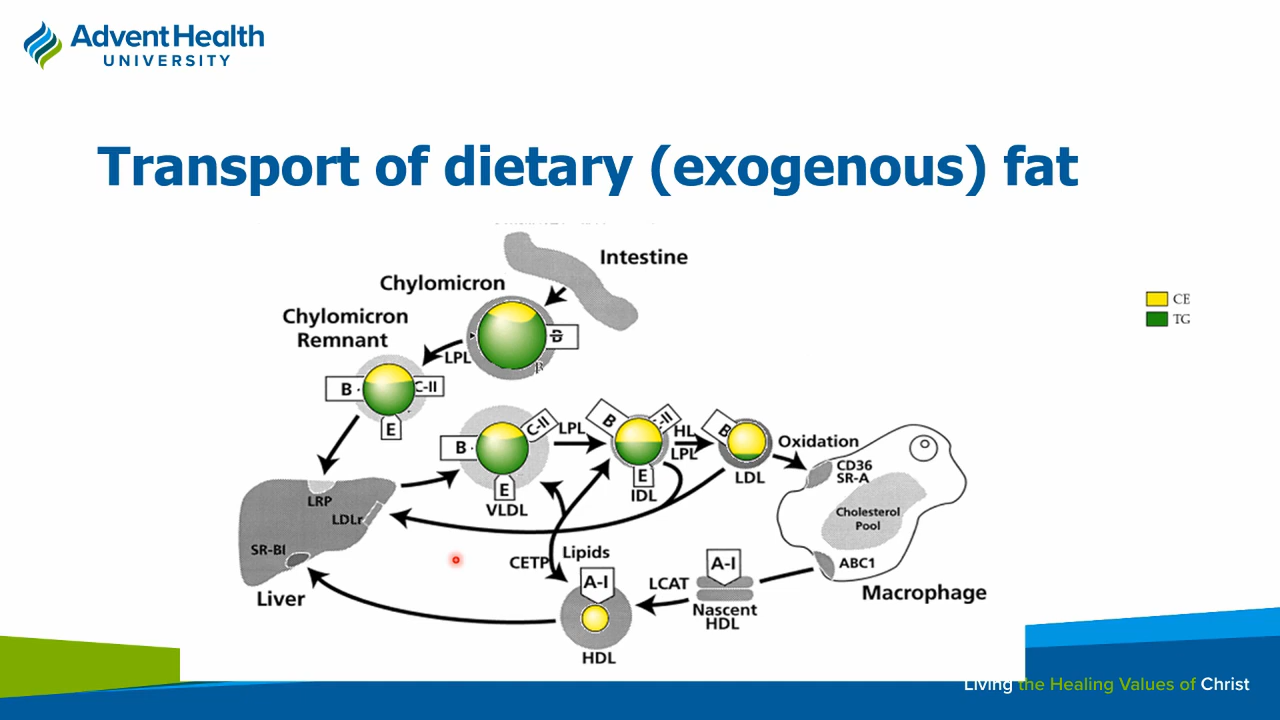 AdventHealth
UNIVERSITY
Transport of dietary (exogenous) fat
Intestine
Chylomicron
Chylomicron
Remnant
LPL
B
C-II
E
CE
TG
B
C-II
E
VLDL
LPL
B
-II
E
IDL
HL
LPL
B
LDL
Oxidation
CD36
SR-A
Cholesterol
Pool
ABC1
Macrophage
LRP
LDLr
SR-BI
Liver
CETP
Lipids
A-I
HDL
LCAT
A-I
Nascent
HDL
Living the Healing Values of Christ